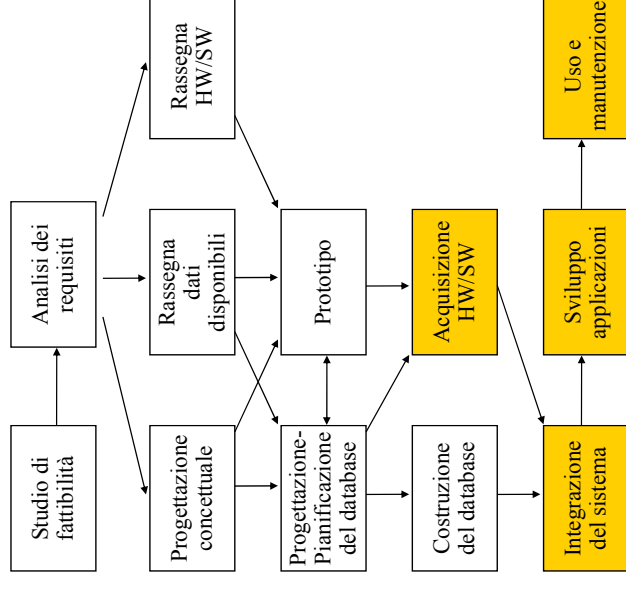 Studio di
fattibilità
Analisi dei
requisiti
Progettazione
concettuale
Rassegna
dati
disponibili
Rassegna
HW/SW
Progettazione-
Pianificazione
del database
Prototipo
Costruzione
del database
Acquisizione
HW/SW
Integrazione
del sistema
Sviluppo
applicazioni
Uso e
manutenzione